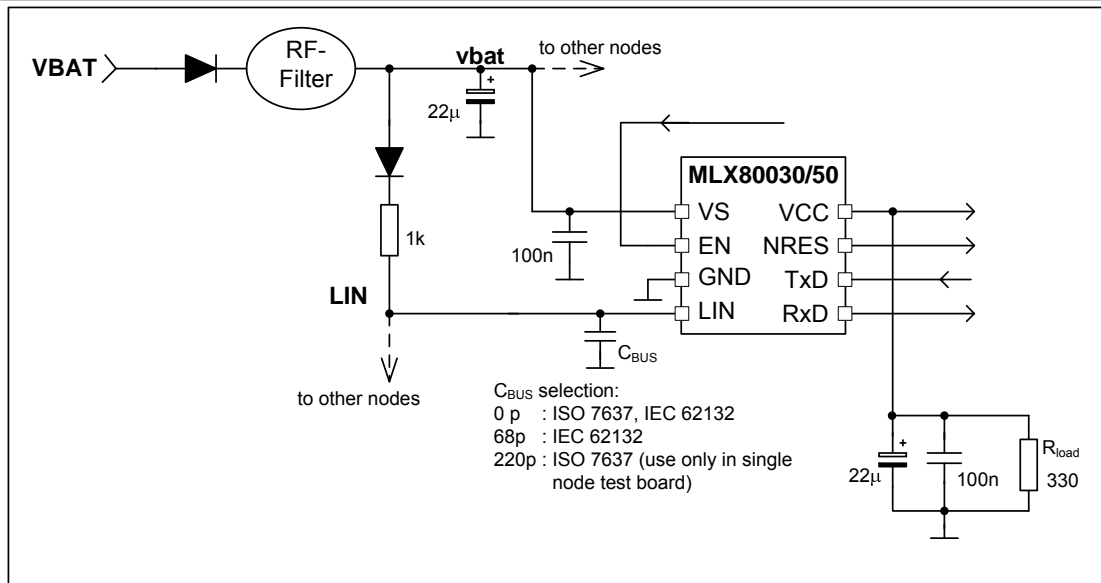 VBAT
RF-
Filter
vbat
to other nodes
22μ
+
1k
LIN
to other nodes
100n
MLX80030/50
VS
EN
GND
LIN
VCC
NRES
TxD
RxD
CBUS
CBUS selection:
0 p : ISO 7637, IEC 62132
68p : IEC 62132
220p : ISO 7637 (use only in single
node test board)
22μ
+
100n
Rload
330